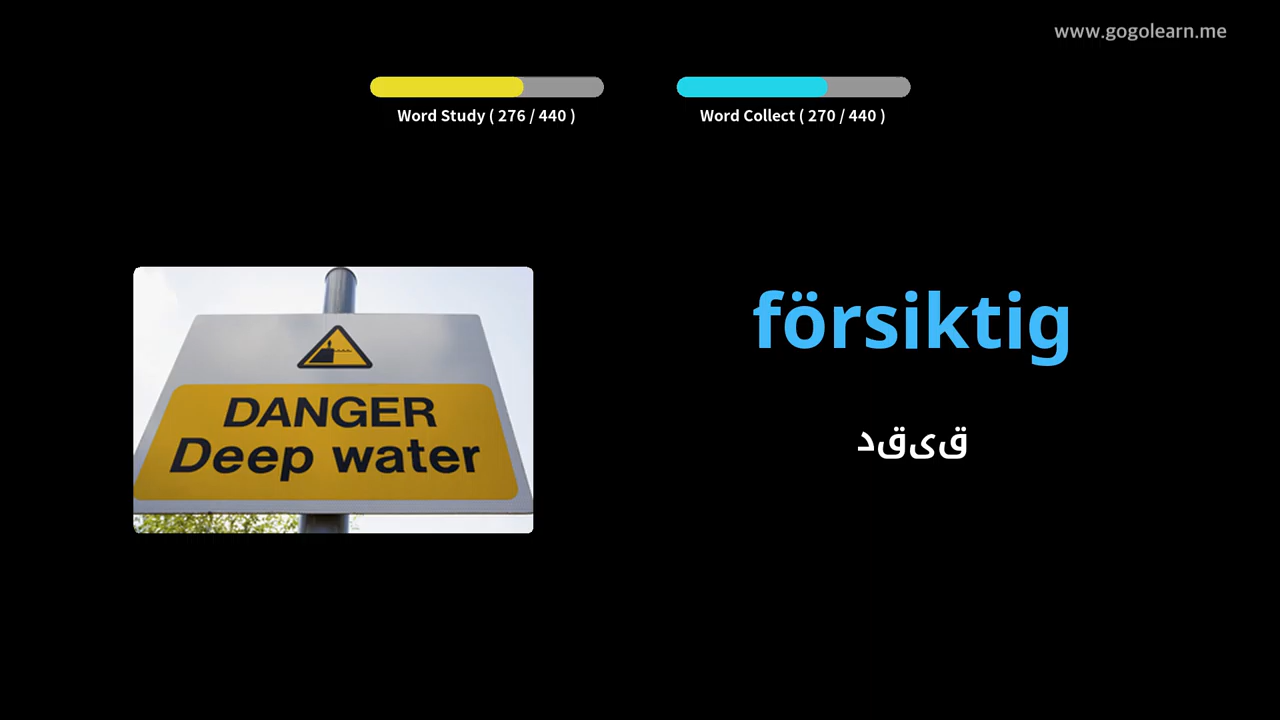 www.gogolearn.me
Word Study ( 276 / 440 )
Word Collect ( 270 / 440 )
DANGER
Deep water
försiktig
دقیق